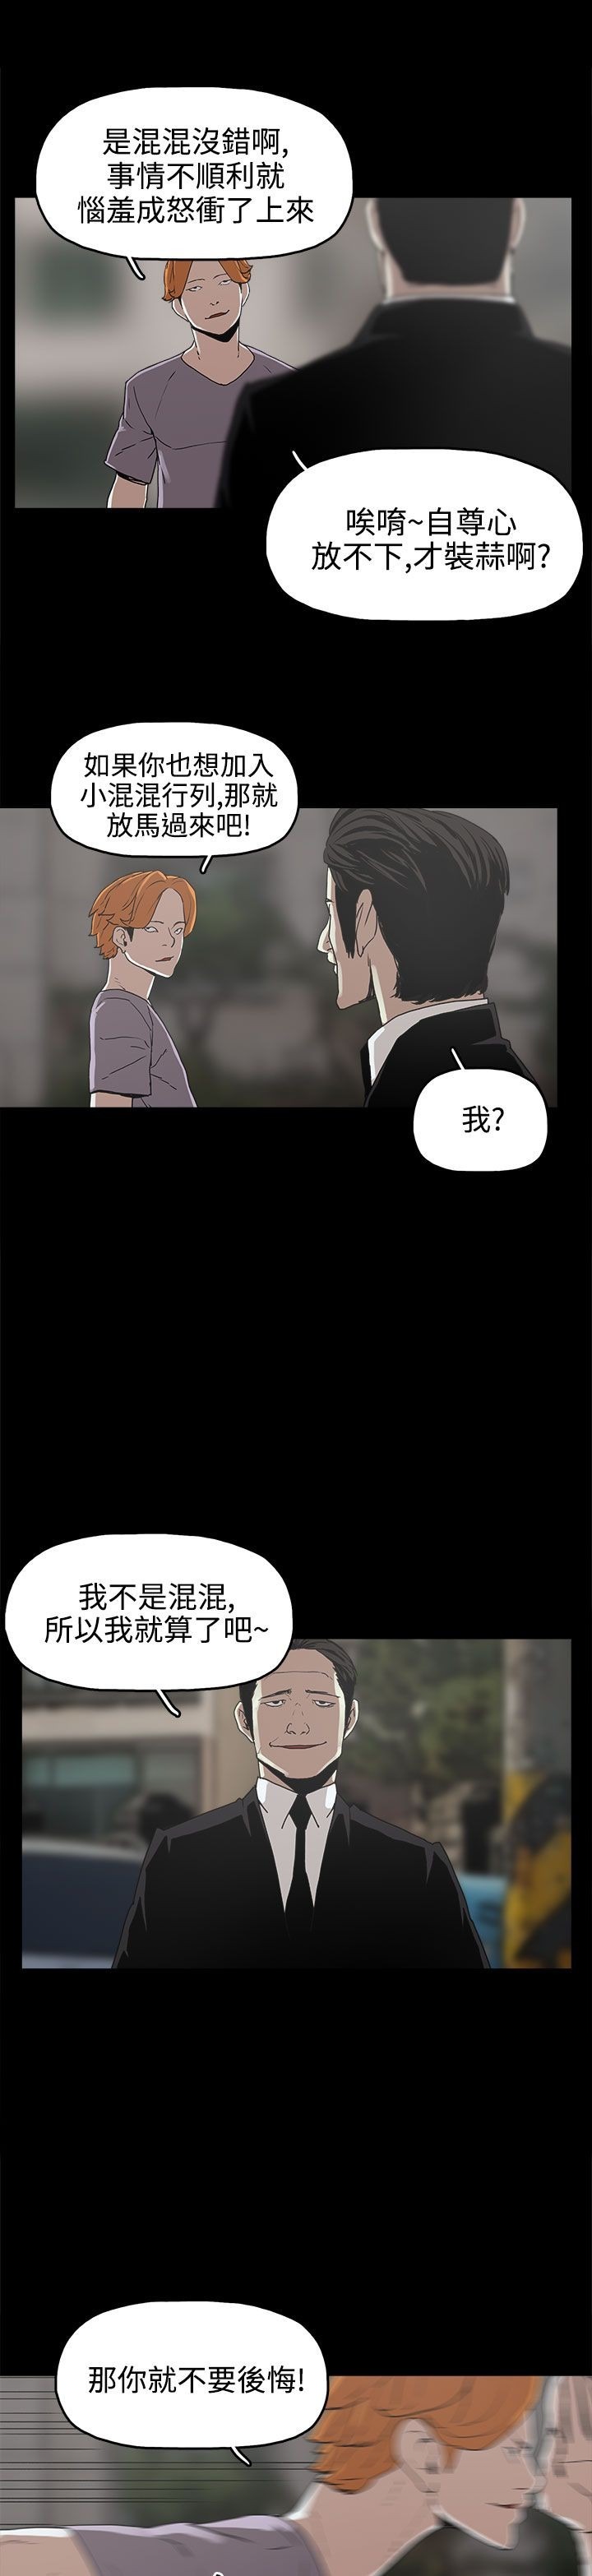 是混混沒錯啊,
事情不順利就
惱羞成怒衝了上來
唉唷~自尊心
放不下,才裝蒜啊?
如果你也想加入
小混混行列,那就
放馬過來吧!
我?
我不是混混,
所以我就算了吧~
那你就不要後悔!